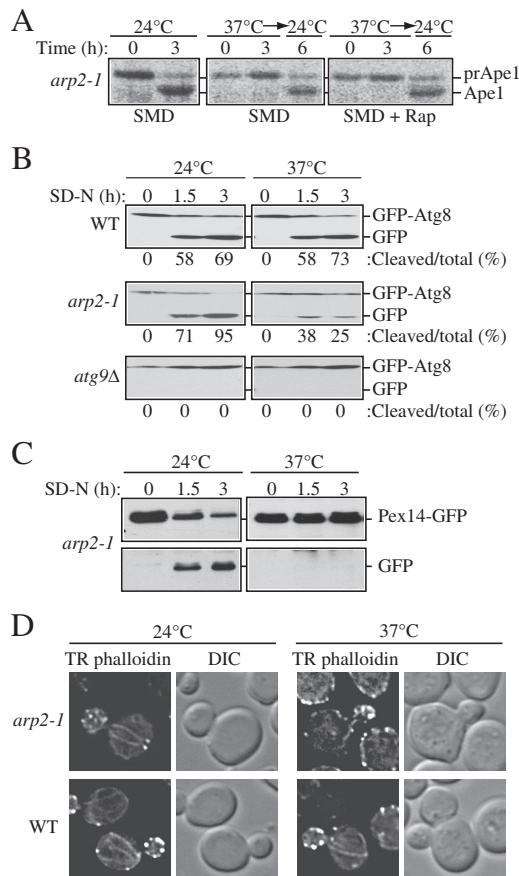 A
24°C 37°C→24°C 37°C→24°C
Time (h): 0 3 0 3 6 0 3 6
arp2-1
prApe1
Ape1
SMD SMD SMD + Rap
B
24°C 37°C
SD-N (h): 0 1.5 3 0 1.5 3
WT
GFP-Atg8
GFP
0 58 69 0 58 73 :Cleaved/total (%)
arp2-1
GFP-Atg8
GFP
0 71 95 0 38 25 :Cleaved/total (%)
atg9Δ
GFP-Atg8
GFP
0 0 0 0 0 0 :Cleaved/total (%)
C
24°C 37°C
SD-N (h): 0 1.5 3 0 1.5 3
arp2-1
Pex14-GFP
GFP
D
24°C 37°C
TR phalloidin DIC TR phalloidin DIC
arp2-1
WT